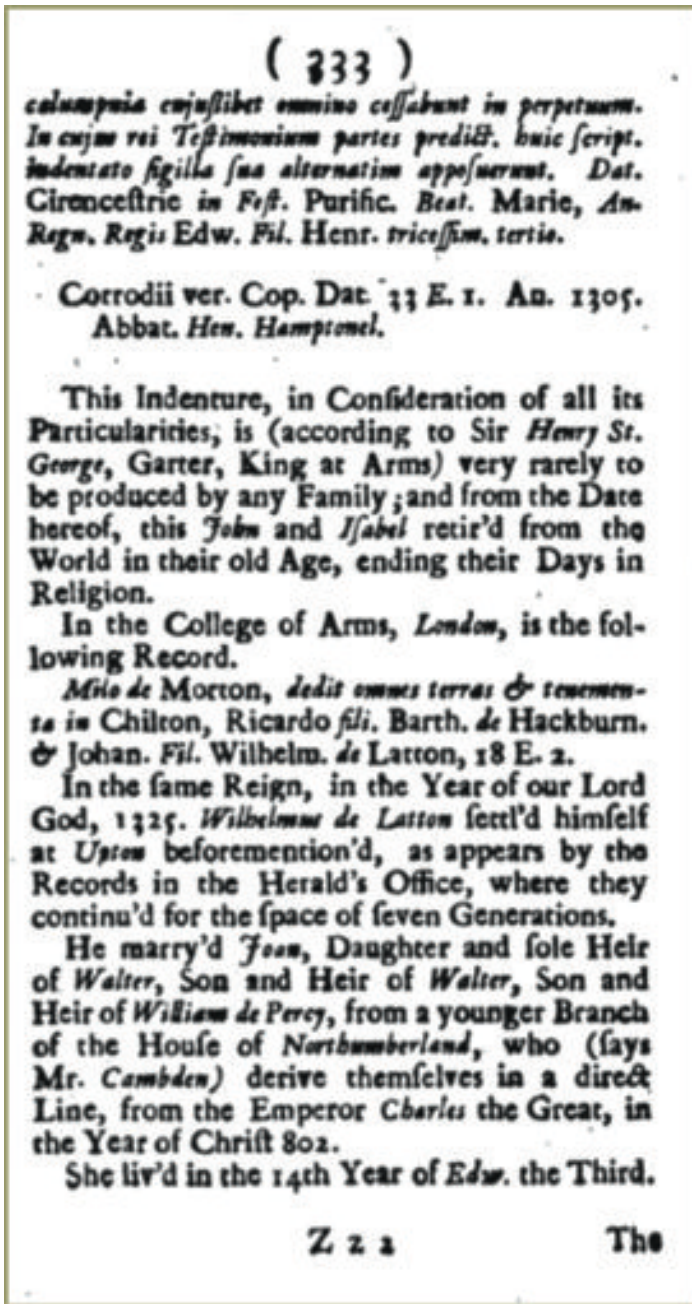 ( 333 )
calumpnia cujuſlibet omnino ceſſabunt in perpetuum.
In cujus rei Teſtimonium partes predict. huic ſcript.
indentato ſigilla ſua alternatim appoſuerunt. Dat.
Cirenceſtrie in Feſt. Purific. Beat. Marie, An.
Regn. Regis Edw. Fil. Henr. triceſſim. tertio.
Corrodii ver. Cop. Dat. 33 E. 1. An. 1305.
Abbat. Hen. Hamptonel.
This Indenture, in Conſideration of all its
Particularities, is (according to Sir Henry St.
George, Garter, King at Arms) very rarely to
be produced by any Family; and from the Date
hereof, this John and Iſabel retir'd from the
World in their old Age, ending their Days in
Religion.
In the College of Arms, London, is the fol-
lowing Record.
Milo de Morton, dedit omnes terras & tenemen-
ta in Chilton, Ricardo fili. Barth. de Hackburn.
& Johan. Fil. Wilhelm. de Latton, 18 E. 2.
In the ſame Reign, in the Year of our Lord
God, 1325. Wilhelmus de Latton ſettl'd himſelf
at Upton beforemention'd, as appears by the
Records in the Herald's Office, where they
continu'd for the ſpace of ſeven Generations.
He marry'd Joan, Daughter and ſole Heir
of Walter, Son and Heir of Walter, Son and
Heir of William de Percy, from a younger Branch
of the Houſe of Northumberland, who (ſays
Mr. Cambden) derive themſelves in a direct
Line, from the Emperor Charles the Great, in
the Year of Chriſt 802.
She liv'd in the 14th Year of Edw. the Third.
Z z 2 The